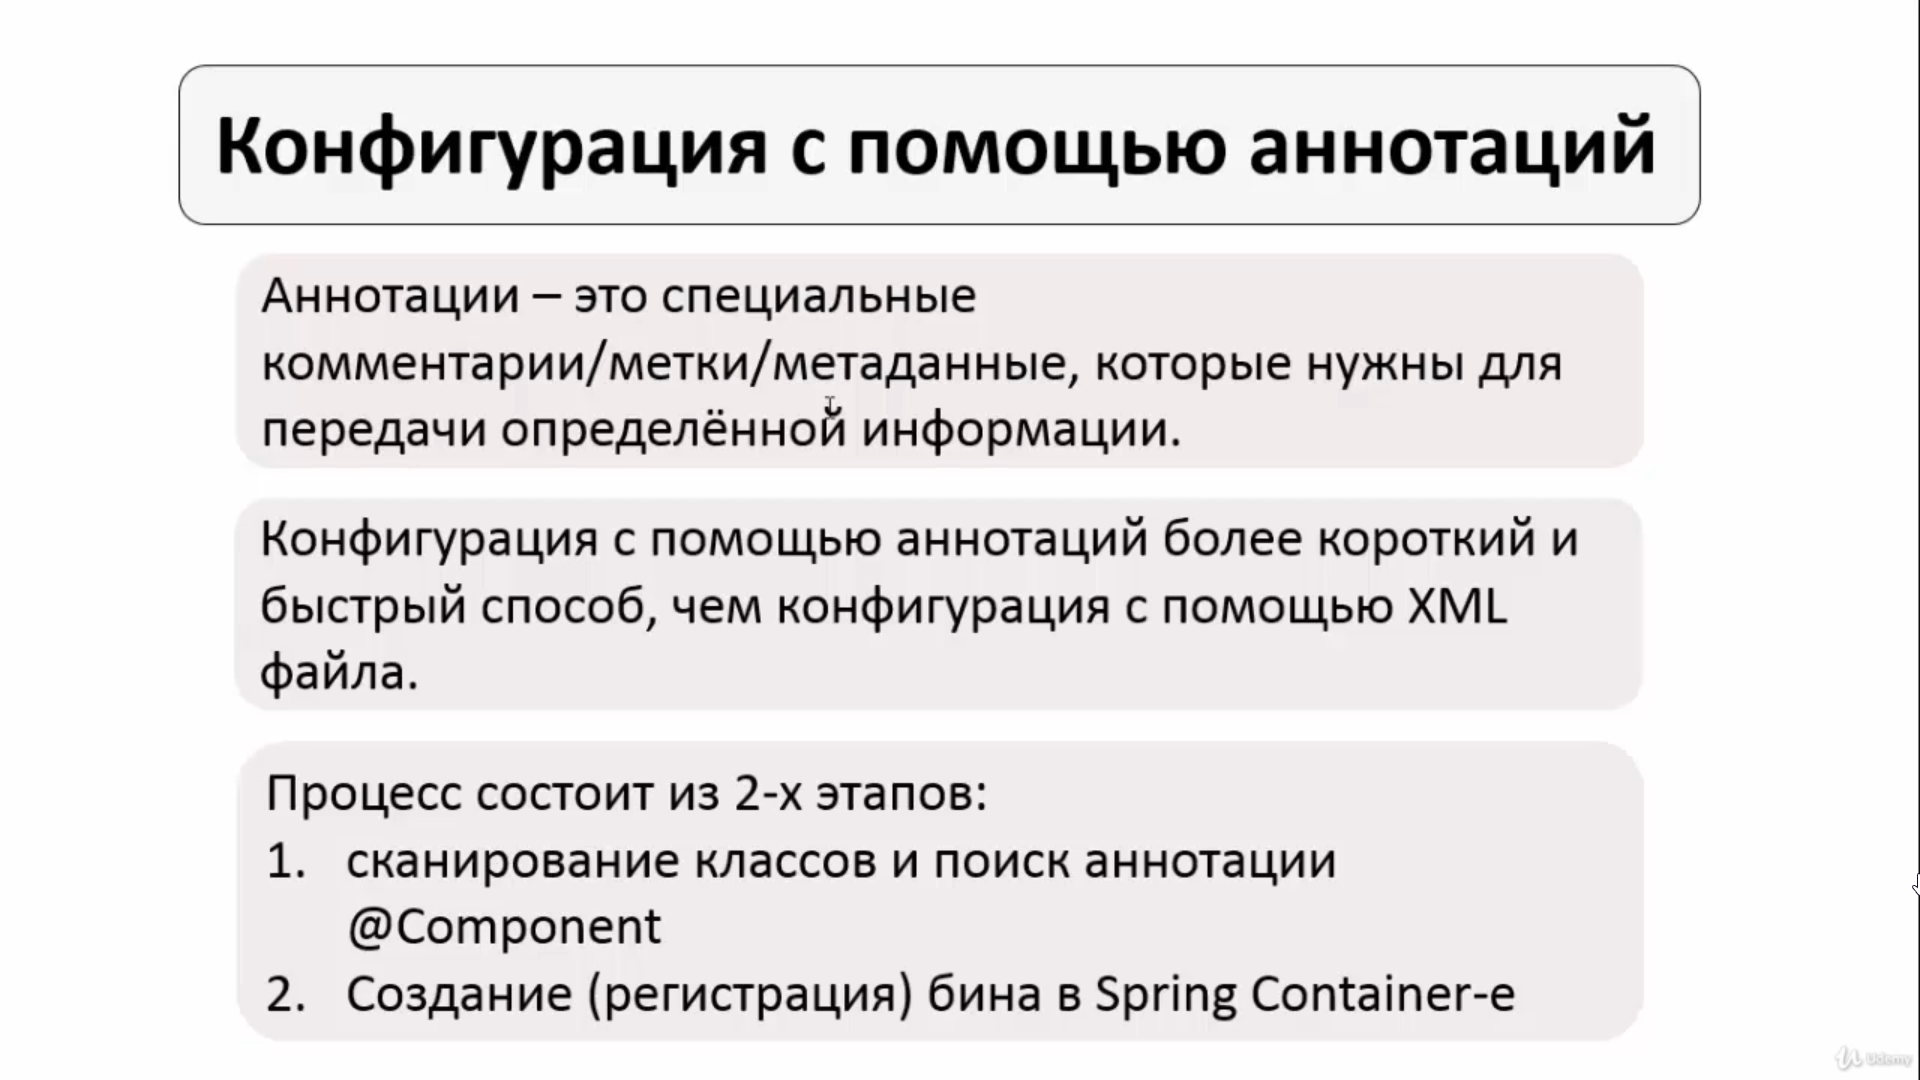 Конфигурация с помощью аннотаций
Аннотации – это специальные
комментарии/метки/метаданные, которые нужны для
передачи определённой информации.
Конфигурация с помощью аннотаций более короткий и
быстрый способ, чем конфигурация с помощью XML
файла.
Процесс состоит из 2-х этапов:
1. сканирование классов и поиск аннотации
@Component
2. Создание (регистрация) бина в Spring Container-е
Udemy